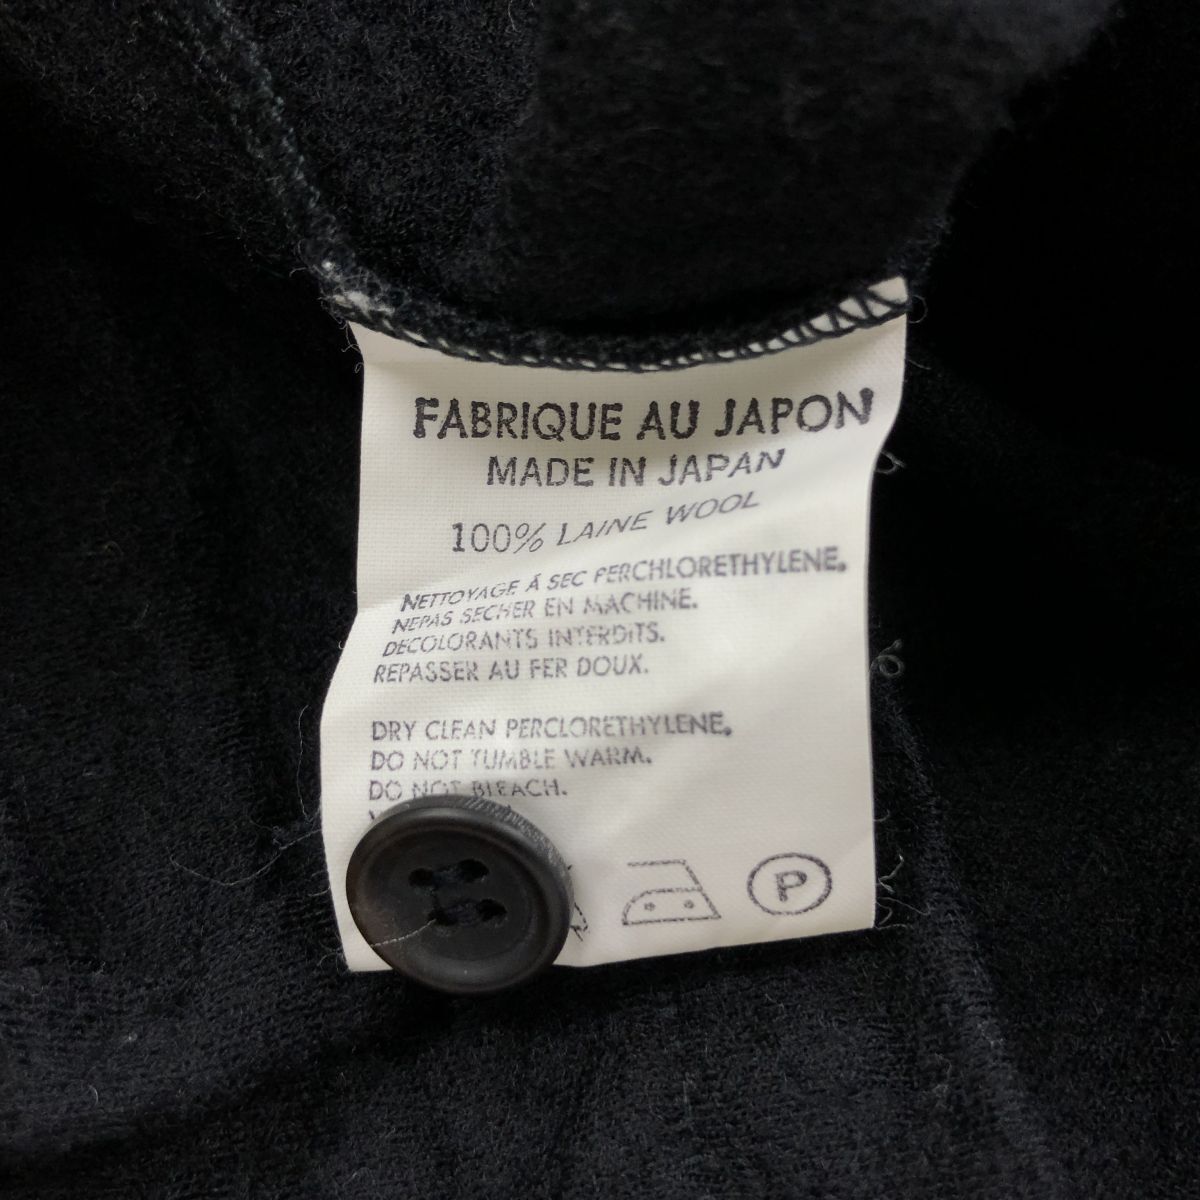 FABRIQUE AU JAPON
MADE IN JAPAN
100% LAINE WOOL
NETTOYAGE À SEC PERCHLORETHYLENE.
NEPAS SECHER EN MACHINE.
DECOLORANTS INTERDITS.
REPASSER AU FER DOUX.
DRY CLEAN PERCLORETHYLENE.
DO NOT TUMBLE WARM.
DO NOT BLEACH.
P